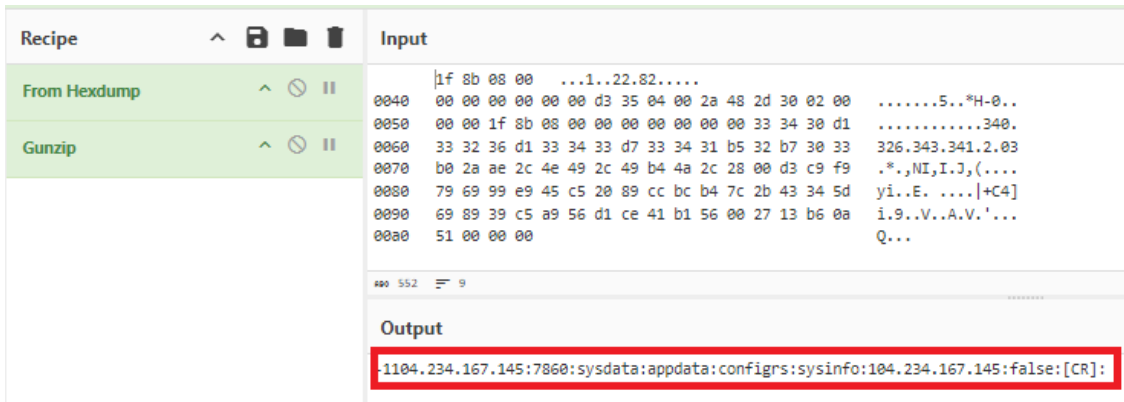 Recipe
Input
From Hexdump
Gunzip
1f 8b 08 00 ...1..22.82.....
0040 00 00 00 00 00 00 d3 35 04 00 2a 48 2d 30 02 00 .......5..*H-0..
0050 00 00 1f 8b 08 00 00 00 00 00 00 00 33 34 30 d1 ............340.
0060 33 32 36 d1 33 34 33 d7 33 34 31 b5 32 b7 30 33 326.343.341.2.03
0070 b0 2a ae 2c 4e 49 2c 49 b4 4a 2c 28 00 d3 c9 f9 .*.,NI,I.J,(....
0080 79 69 99 e9 45 c5 20 89 cc bc b4 7c 2b 43 34 5d yi..E. ....|+C4]
0090 69 89 39 c5 a9 56 d1 ce 41 b1 56 00 27 13 b6 0a i.9..V..A.V.'...
00a0 51 00 00 00 Q...
552 9
Output
-1104.234.167.145:7860:sysdata:appdata:configrs:sysinfo:104.234.167.145:false:[CR]: